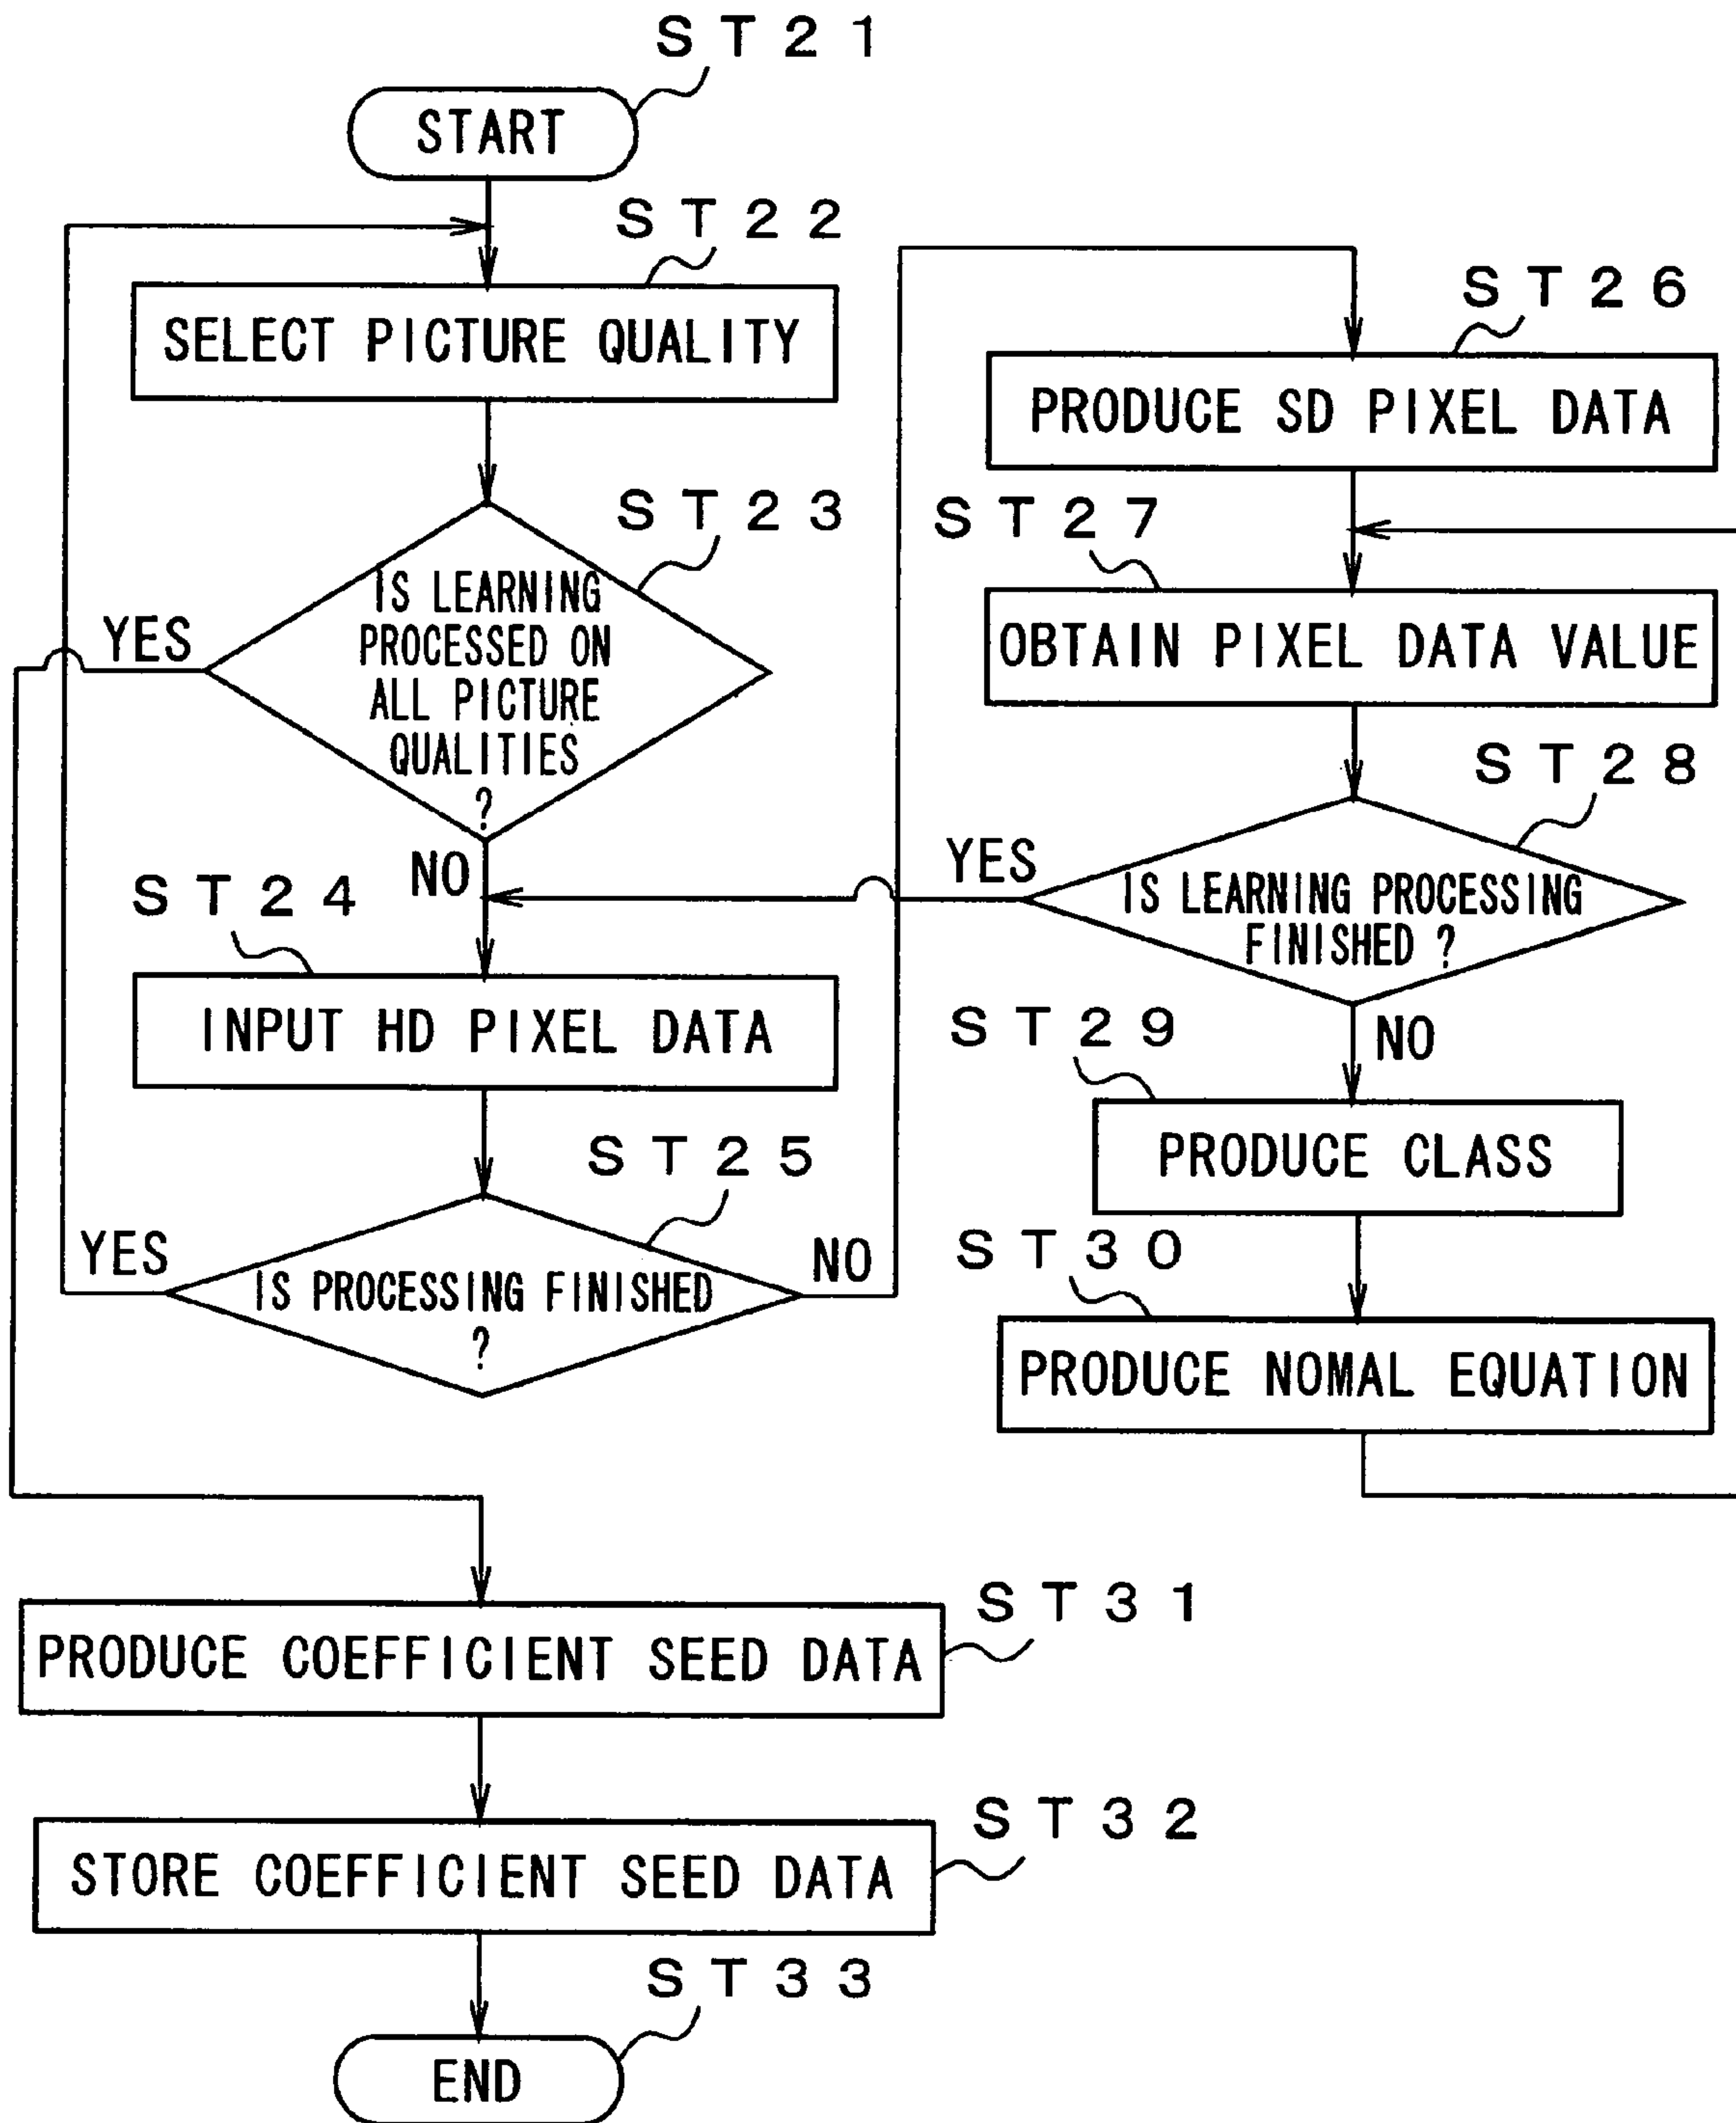 ST21
START
ST22
SELECT PICTURE QUALITY
ST23
IS LEARNING
PROCESSED ON
ALL PICTURE
QUALITIES
?
YES
NO
ST24
INPUT HD PIXEL DATA
ST25
IS PROCESSING FINISHED
?
YES
NO
ST26
PRODUCE SD PIXEL DATA
ST27
OBTAIN PIXEL DATA VALUE
ST28
IS LEARNING PROCESSING
FINISHED ?
YES
NO
ST29
PRODUCE CLASS
ST30
PRODUCE NOMAL EQUATION
ST31
PRODUCE COEFFICIENT SEED DATA
ST32
STORE COEFFICIENT SEED DATA
ST33
END